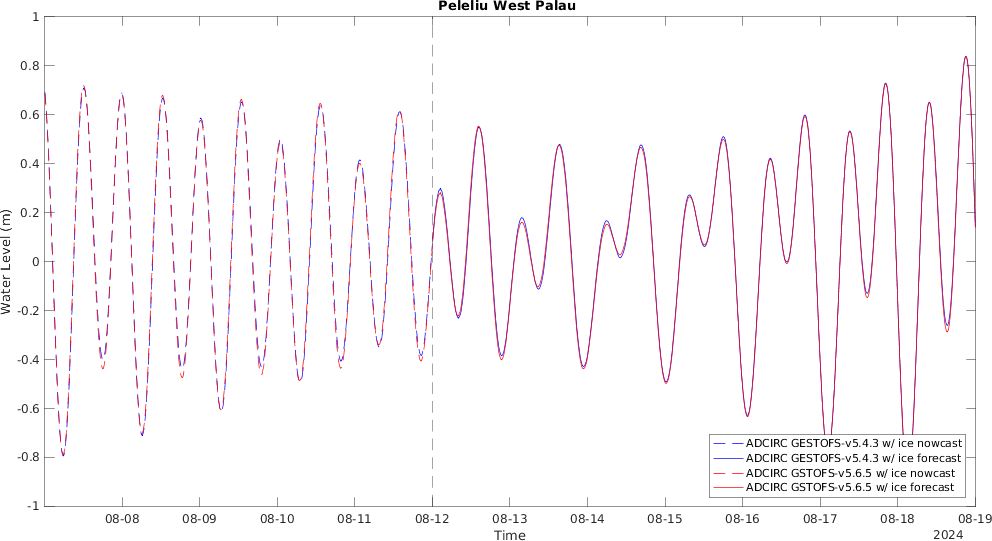 Peleliu West Palau
Water Level (m)
1
0.8
0.6
0.4
0.2
0
-0.2
-0.4
-0.6
-0.8
-1
ADCIRC GESTOFS-v5.4.3 w/ ice nowcast
ADCIRC GESTOFS-v5.4.3 w/ ice forecast
ADCIRC GSTOFS-v5.6.5 w/ ice nowcast
ADCIRC GSTOFS-v5.6.5 w/ ice forecast
08-08 08-09 08-10 08-11 08-12 08-13 08-14 08-15 08-16 08-17 08-18 08-19
Time
2024